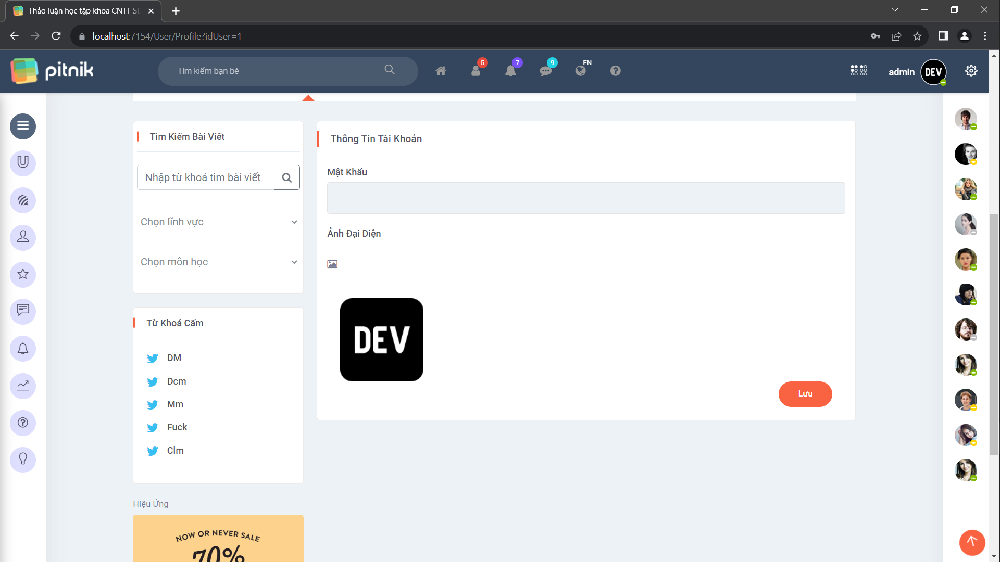 Thảo luận học tập khoa CNTT SD
localhost:7154/User/Profile?idUser=1
pitnik
Tìm kiếm bạn bè
5
7
9
EN
admin
DEV
Tìm Kiếm Bài Viết
Nhập từ khoá tìm bài viết
Chọn lĩnh vực
Chọn môn học
Từ Khoá Cấm
DM
Dcm
Mm
Fuck
Clm
Hiệu Ứng
NOW OR NEVER SALE
70%
Thông Tin Tài Khoản
Mật Khẩu
Ảnh Đại Diện
DEV
Lưu